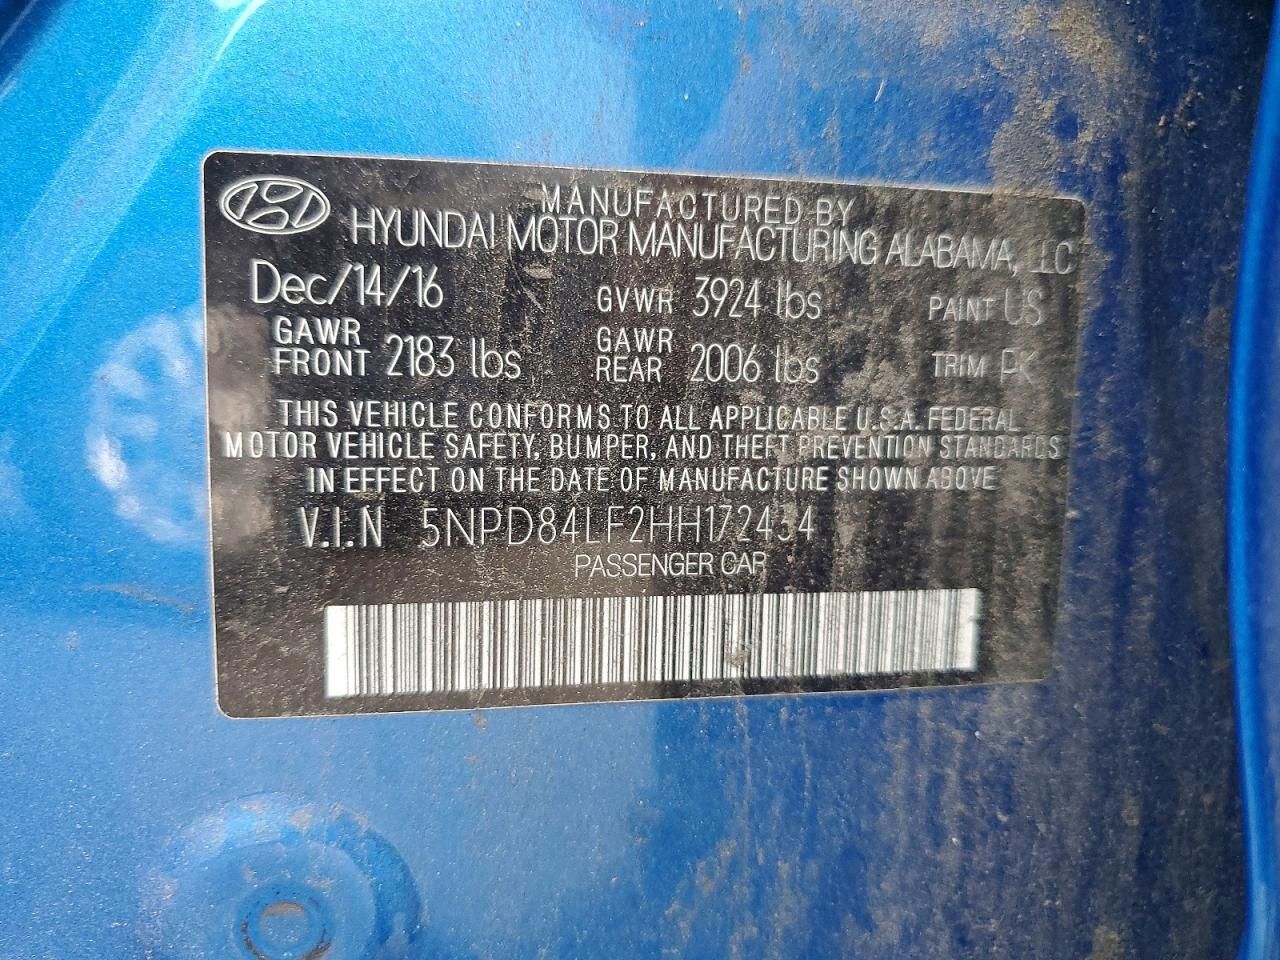 MANUFACTURED BY
HYUNDAI MOTOR MANUFACTURING ALABAMA, LLC
Dec/14/16 GVWR 3924 lbs PAINT US
GAWR FRONT 2183 lbs GAWR REAR 2006 lbs TRIM PK
THIS VEHICLE CONFORMS TO ALL APPLICABLE U.S.A. FEDERAL
MOTOR VEHICLE SAFETY, BUMPER, AND THEFT PREVENTION STANDARDS
IN EFFECT ON THE DATE OF MANUFACTURE SHOWN ABOVE
V.I.N 5NPD84LF2HH172434
PASSENGER CAR